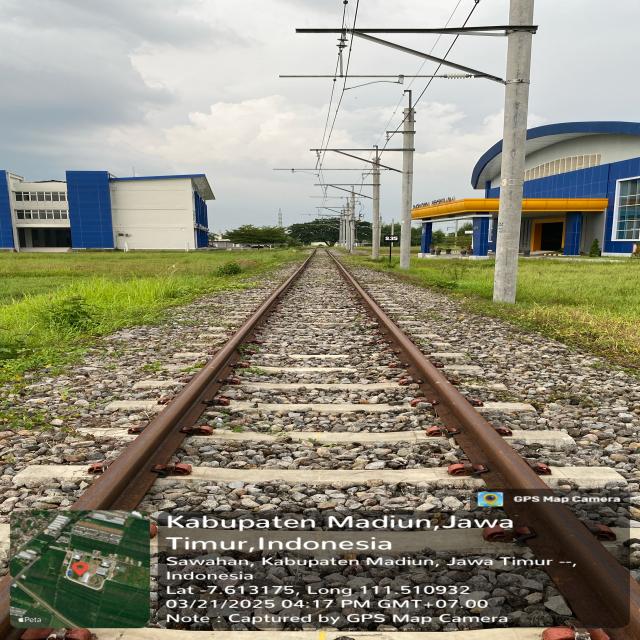 GPS Map Camera
Kabupaten Madiun,Jawa
Timur,Indonesia
Sawahan, Kabupaten Madiun, Jawa Timur --,
Indonesia
Lat -7.613175, Long 111.510932
03/21/2025 04:17 PM GMT+07.00
Note : Captured by GPS Map Camera
Peta